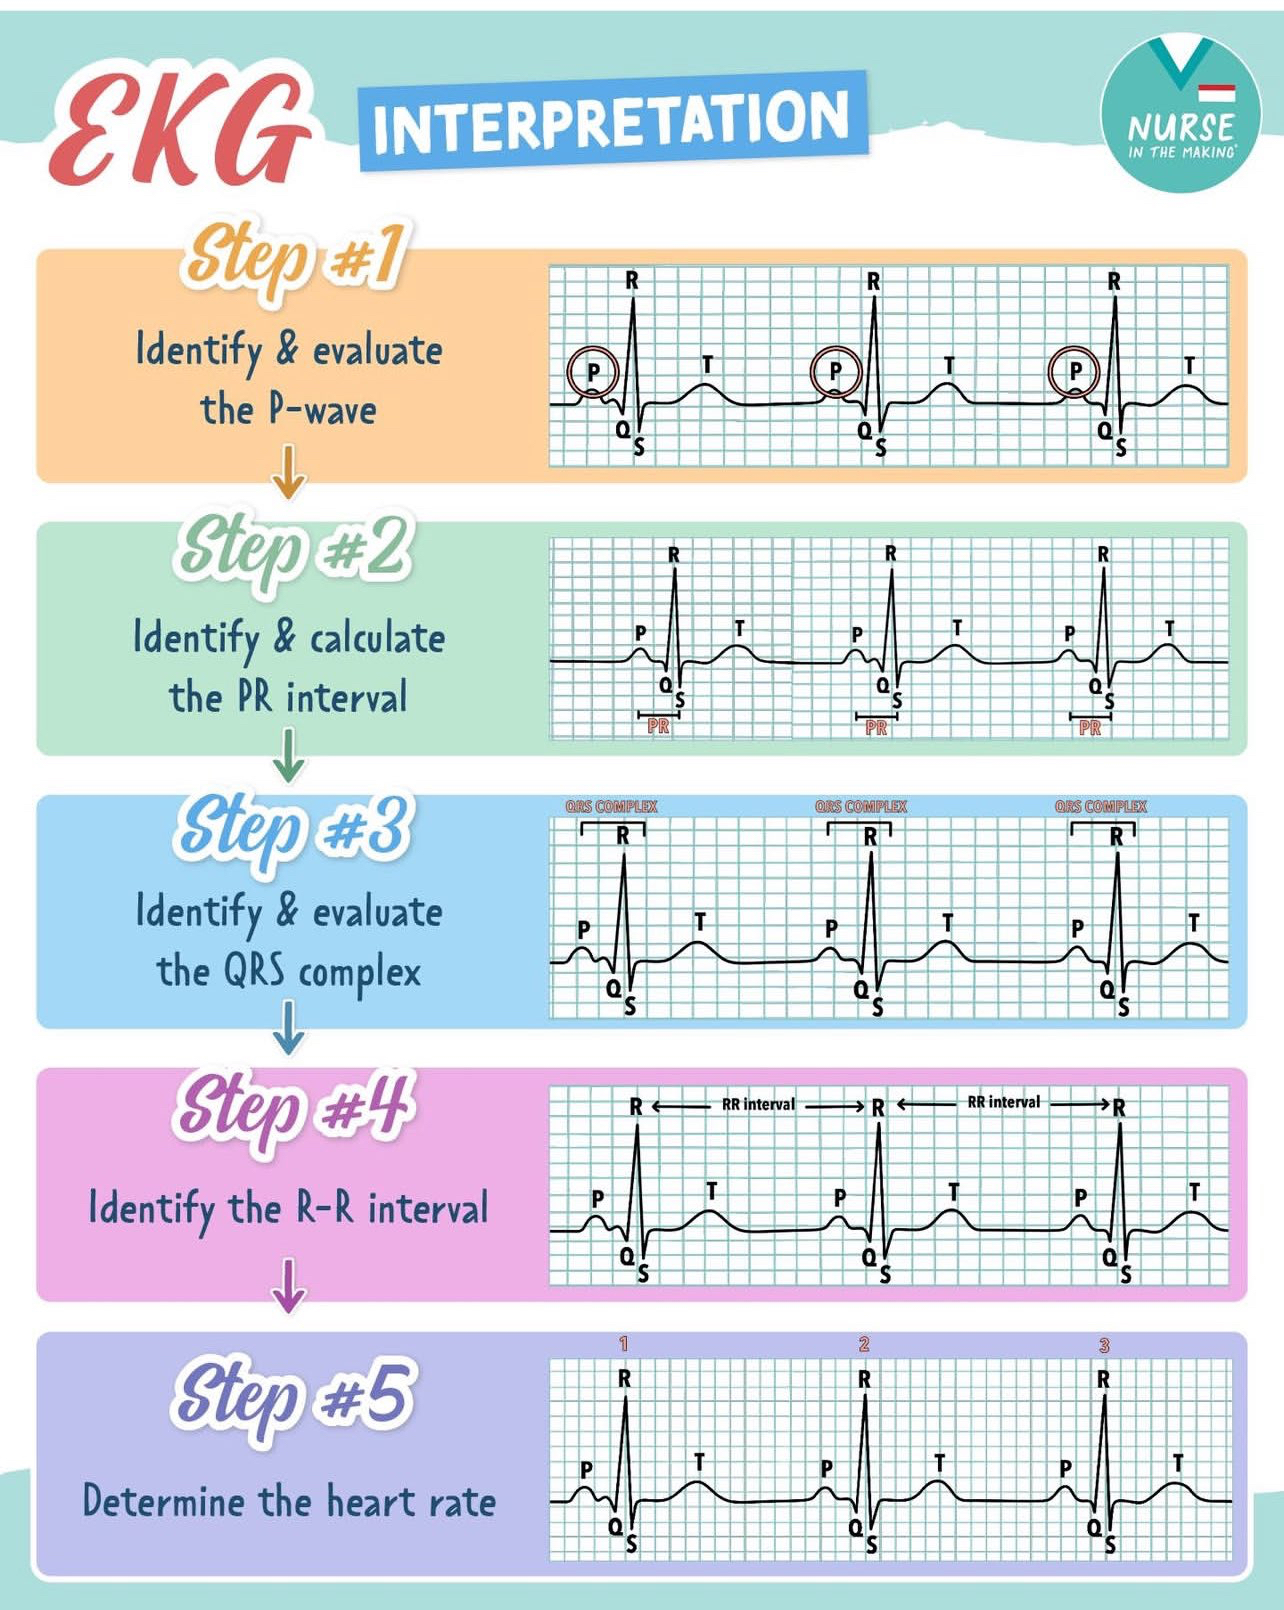 EKG
INTERPRETATION
NURSE
IN THE MAKING®
Step #1
Identify & evaluate
the P-wave
R R R
P T P T P T
Q Q Q
S S S
Step #2
Identify & calculate
the PR interval
R R R
P T P T P T
Q Q Q
S S S
PR PR PR
Step #3
Identify & evaluate
the QRS complex
QRS COMPLEX QRS COMPLEX QRS COMPLEX
R R R
P T P T P T
Q Q Q
S S S
Step #4
Identify the R-R interval
R RR interval R RR interval R
P T P T P T
Q Q Q
S S S
Step #5
Determine the heart rate
1 2 3
R R R
P T P T P T
Q Q Q
S S S